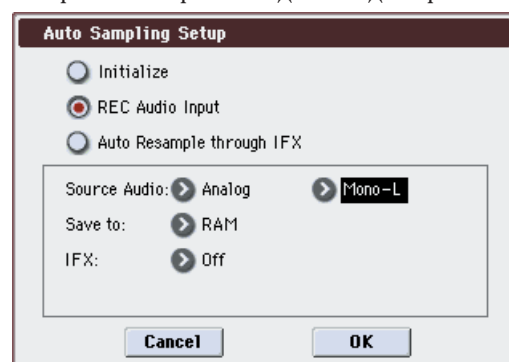 Auto Sampling Setup
Initialize
REC Audio Input
Auto Resample through IFX
Source Audio: Analog Mono-L
Save to: RAM
IFX: Off
Cancel OK